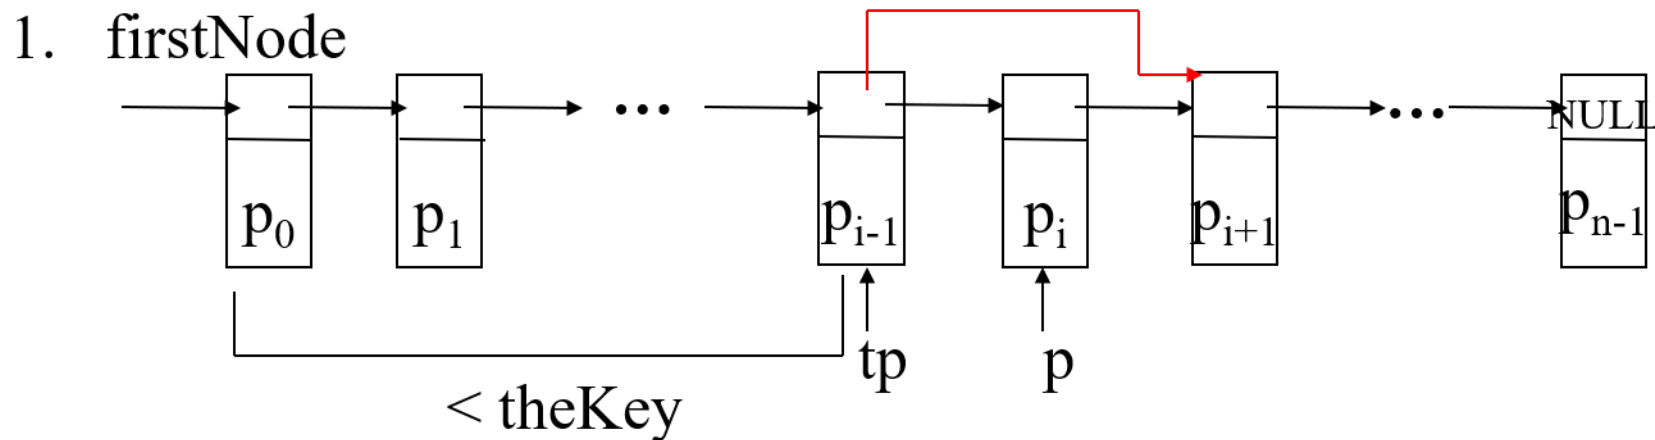 1. firstNode
... ... NULL
p₀ p₁ pᵢ₋₁ pᵢ pᵢ₊₁ pₙ₋₁
tp p
< theKey